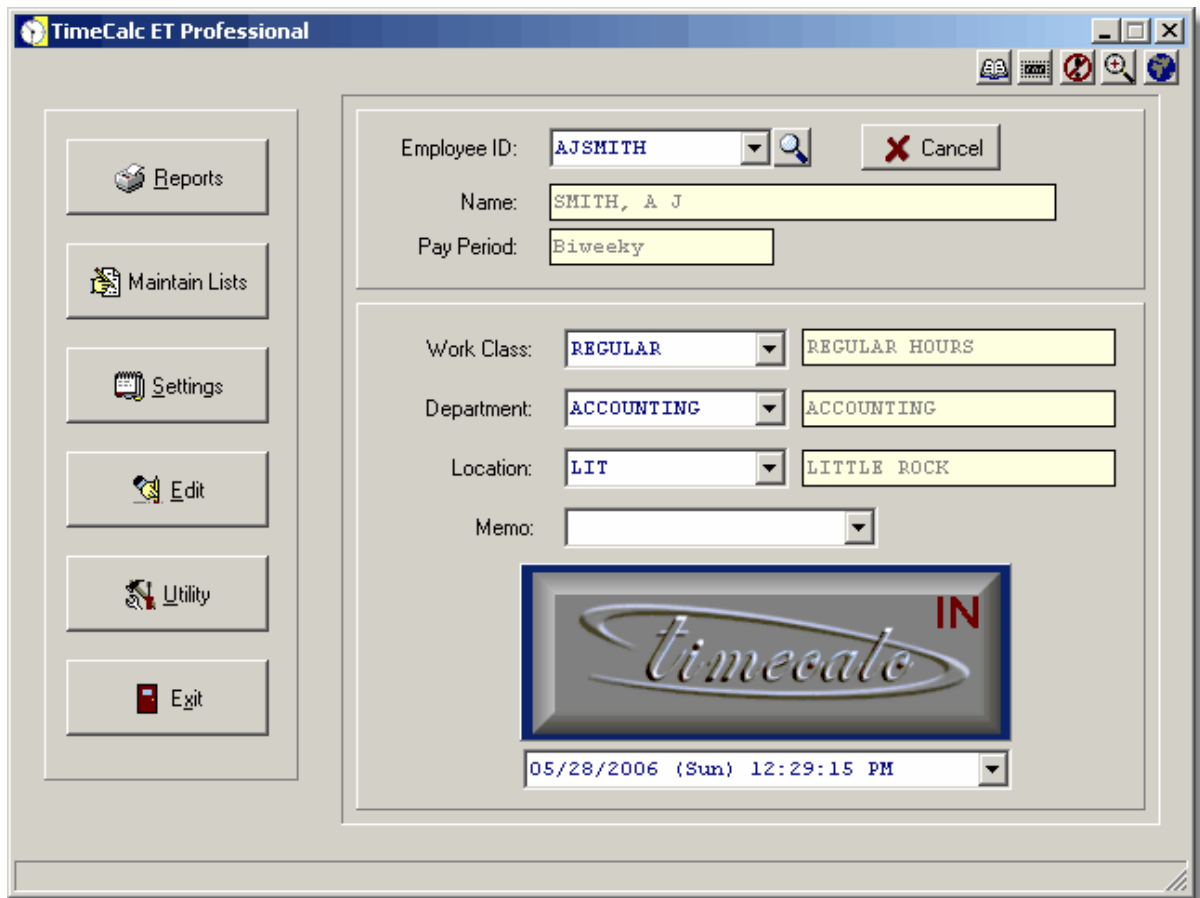 TimeCalc ET Professional
Reports
Maintain Lists
Settings
Edit
Utility
Exit
Employee ID: AJSMITH Cancel
Name: SMITH, A J
Pay Period: Biweeky
Work Class: REGULAR REGULAR HOURS
Department: ACCOUNTING ACCOUNTING
Location: LIT LITTLE ROCK
Memo:
IN
timecalc
05/28/2006 (Sun) 12:29:15 PM